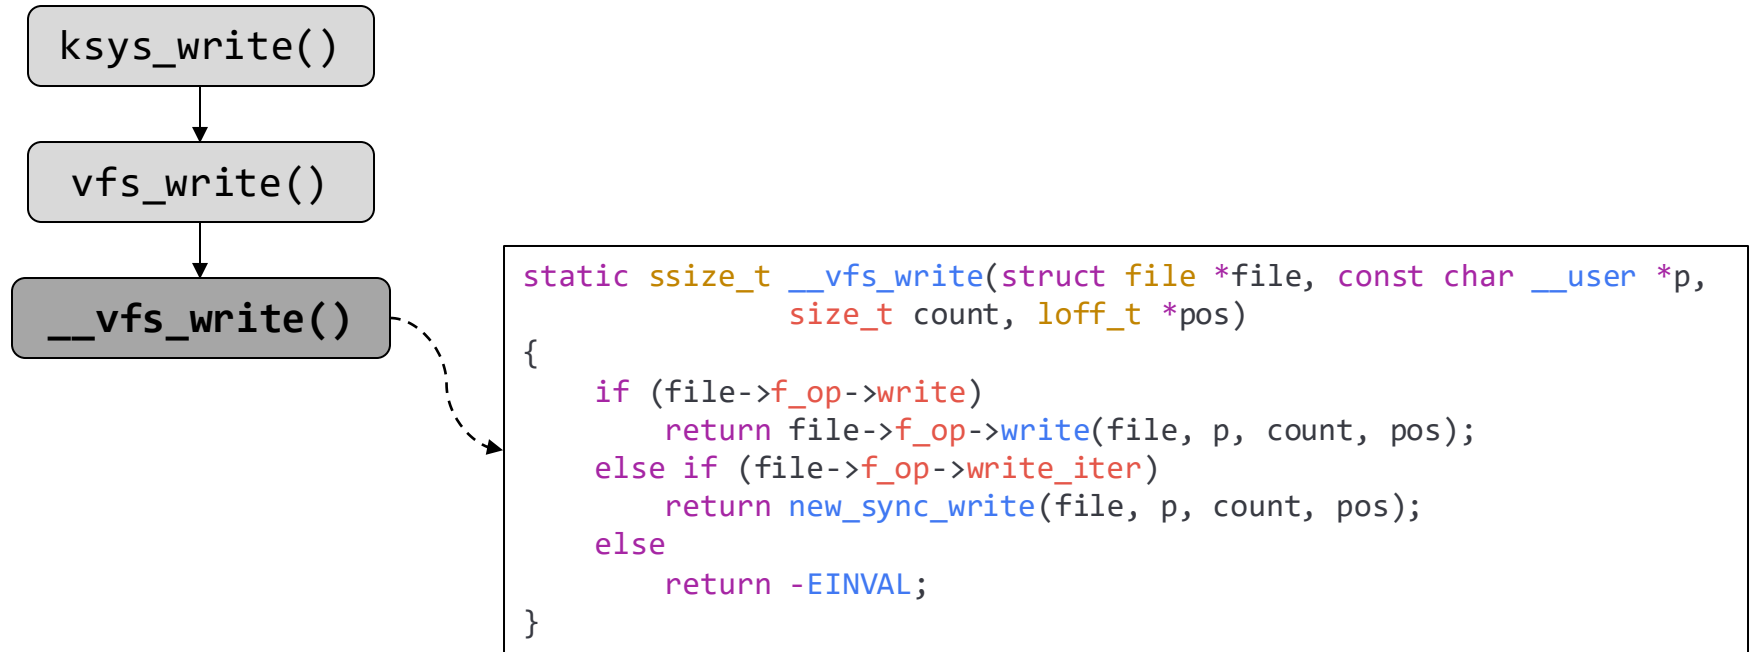 ksys_write()
vfs_write()
__vfs_write()
static ssize_t __vfs_write(struct file *file, const char __user *p,
               size_t count, loff_t *pos)
{
    if (file->f_op->write)
        return file->f_op->write(file, p, count, pos);
    else if (file->f_op->write_iter)
        return new_sync_write(file, p, count, pos);
    else
        return -EINVAL;
}